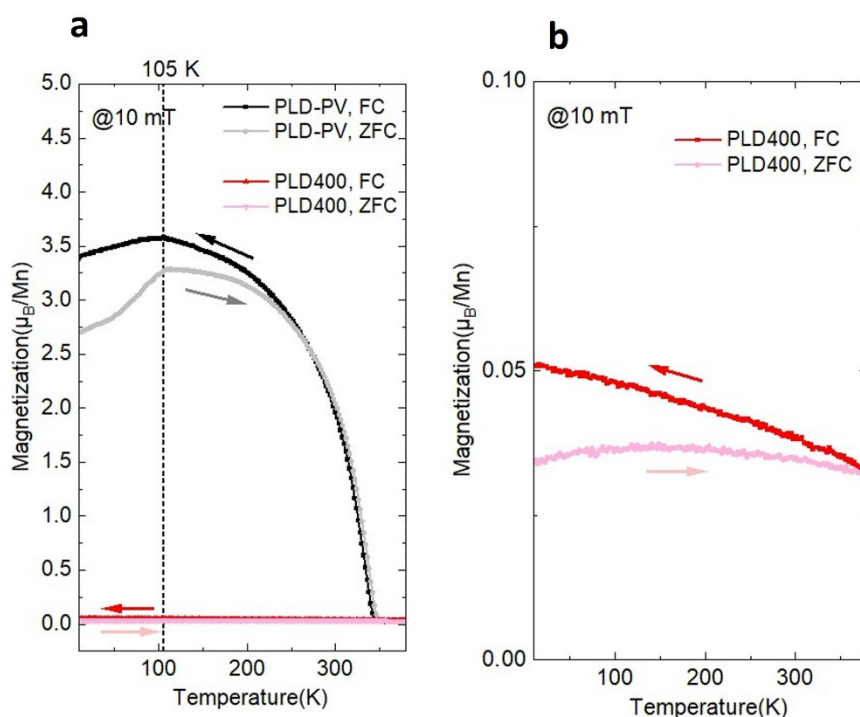 a
105 K
@10 mT
PLD-PV, FC
PLD-PV, ZFC
PLD400, FC
PLD400, ZFC
5.0
4.5
4.0
3.5
3.0
2.5
2.0
1.5
1.0
0.5
0.0
Magnetization(μB/Mn)
100
200
300
Temperature(K)
b
@10 mT
PLD400, FC
PLD400, ZFC
0.10
0.05
0.00
Magnetization(μB/Mn)
100
200
300
Temperature(K)